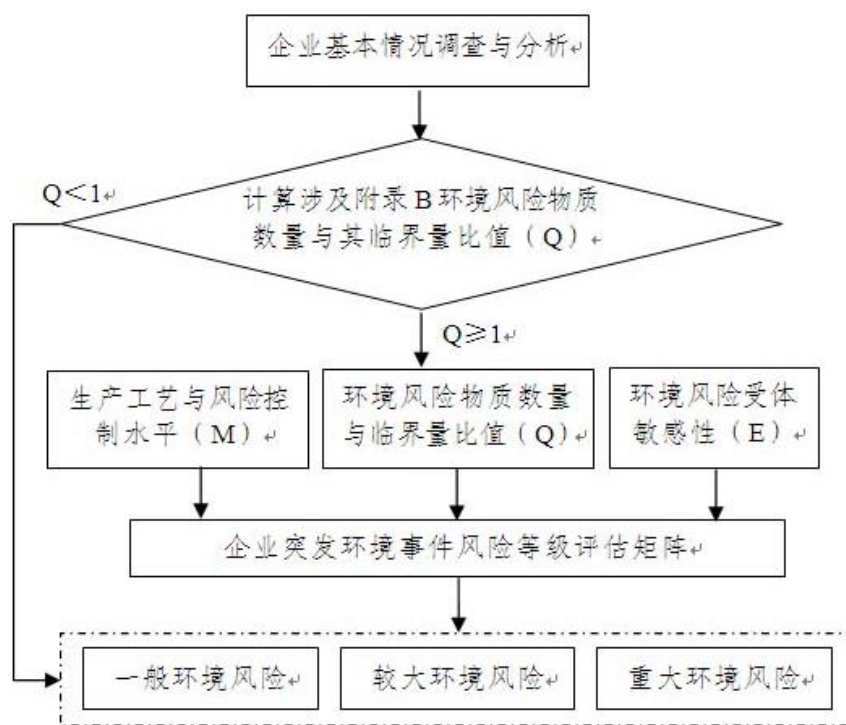 企业基本情况调查与分析↵
Q＜1↵
计算涉及附录 B 环境风险物质
数量与其临界量比值（Q）↵
Q≥1↵
生产工艺与风险控
制水平（M）↵
环境风险物质数量
与临界量比值（Q）↵
环境风险受体
敏感性（E）↵
企业突发环境事件风险等级评估矩阵↵
一般环境风险↵
较大环境风险↵
重大环境风险↵